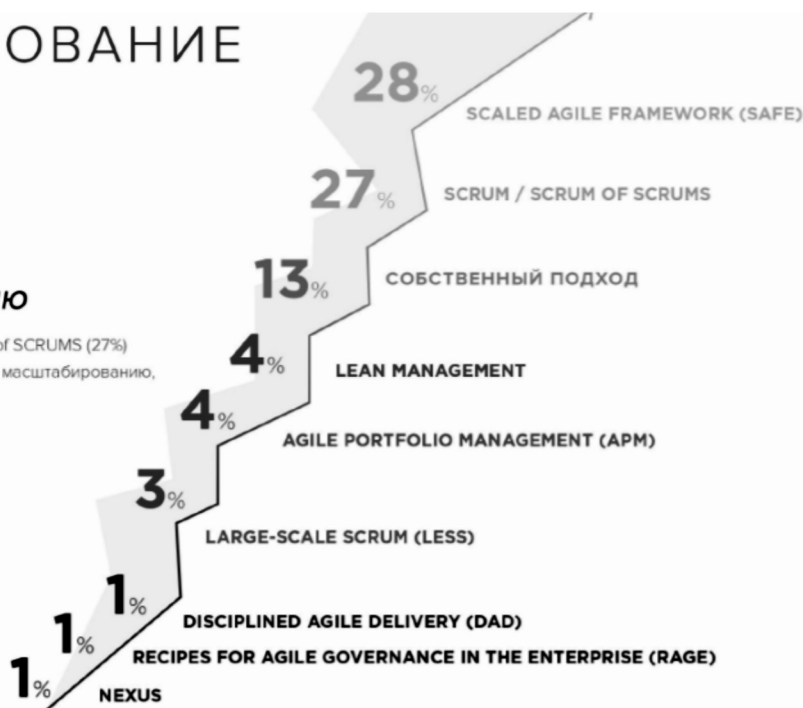 ОВАНИЕ
28%
SCALED AGILE FRAMEWORK (SAFE)
27%
SCRUM / SCRUM OF SCRUMS
13%
СОБСТВЕННЫЙ ПОДХОД
Ю
of SCRUMS (27%)
масштабированию,
4%
LEAN MANAGEMENT
4%
AGILE PORTFOLIO MANAGEMENT (APM)
3%
LARGE-SCALE SCRUM (LESS)
1%
DISCIPLINED AGILE DELIVERY (DAD)
1%
RECIPES FOR AGILE GOVERNANCE IN THE ENTERPRISE (RAGE)
1%
NEXUS